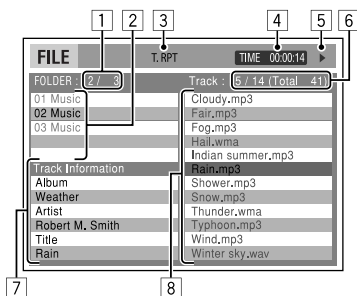 1 2 3 4 5
FILE T. RPT TIME 00:00:14
6
FOLDER : 2 / 3 Track : 5 / 14 (Total 41)
01 Music
02 Music
03 Music
Cloudy.mp3
Fair.mp3
Fog.mp3
Hail.wma
Indian summer.mp3
Rain.mp3
Shower.mp3
Snow.mp3
Thunder.wma
Typhoon.mp3
Wind.mp3
Winter sky.wav
Track Information
Album
Weather
Artist
Robert M. Smith
Title
Rain
7 8